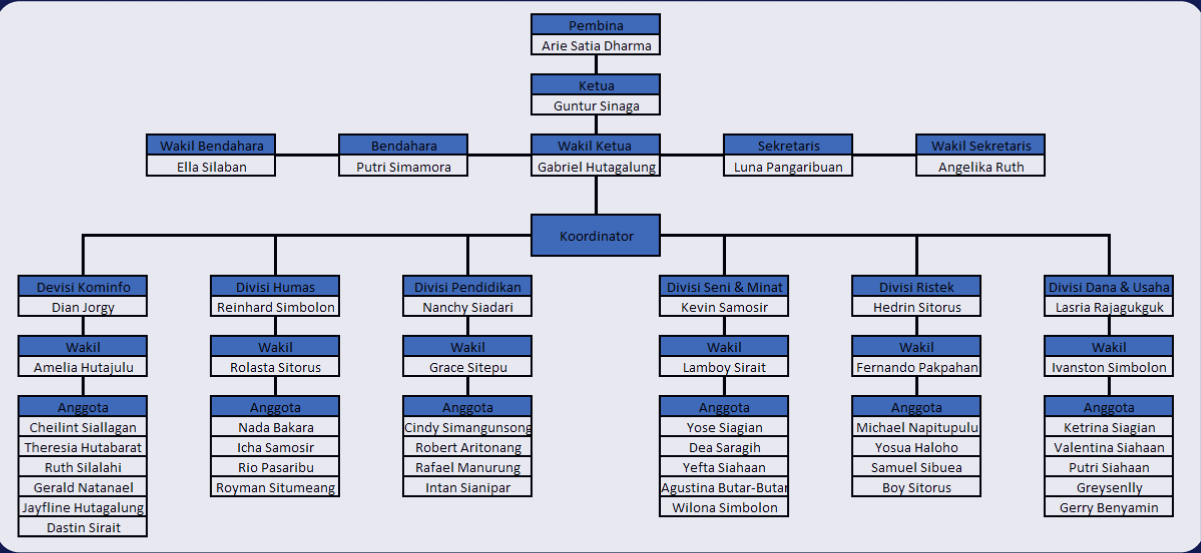 Pembina
Arie Satia Dharma
Ketua
Guntur Sinaga
Wakil Bendahara
Ella Silaban
Bendahara
Putri Simamora
Wakil Ketua
Gabriel Hutagalung
Sekretaris
Luna Pangaribuan
Wakil Sekretaris
Angelika Ruth
Koordinator
Devisi Kominfo
Dian Jorgy
Wakil
Amelia Hutajulu
Anggota
Cheilint Siallagan
Theresia Hutabarat
Ruth Silalahi
Gerald Natanael
Jayfline Hutagalung
Dastin Sirait
Divisi Humas
Reinhard Simbolon
Wakil
Rolasta Sitorus
Anggota
Nada Bakara
Icha Samosir
Rio Pasaribu
Royman Situmeang
Divisi Pendidikan
Nanchy Siadari
Wakil
Grace Sitepu
Anggota
Cindy Simangunsong
Robert Aritonang
Rafael Manurung
Intan Sianipar
Divisi Seni & Minat
Kevin Samosir
Wakil
Lamboy Sirait
Anggota
Yose Siagian
Dea Saragih
Yefta Siahaan
Agustina Butar-Butar
Wilona Simbolon
Divisi Ristek
Hedrin Sitorus
Wakil
Fernando Pakpahan
Anggota
Michael Napitupulu
Yosua Haloho
Samuel Sibuea
Boy Sitorus
Divisi Dana & Usaha
Lasria Rajagukguk
Wakil
Ivanston Simbolon
Anggota
Ketrina Siagian
Valentina Siahaan
Putri Siahaan
Greysenlly
Gerry Benyamin